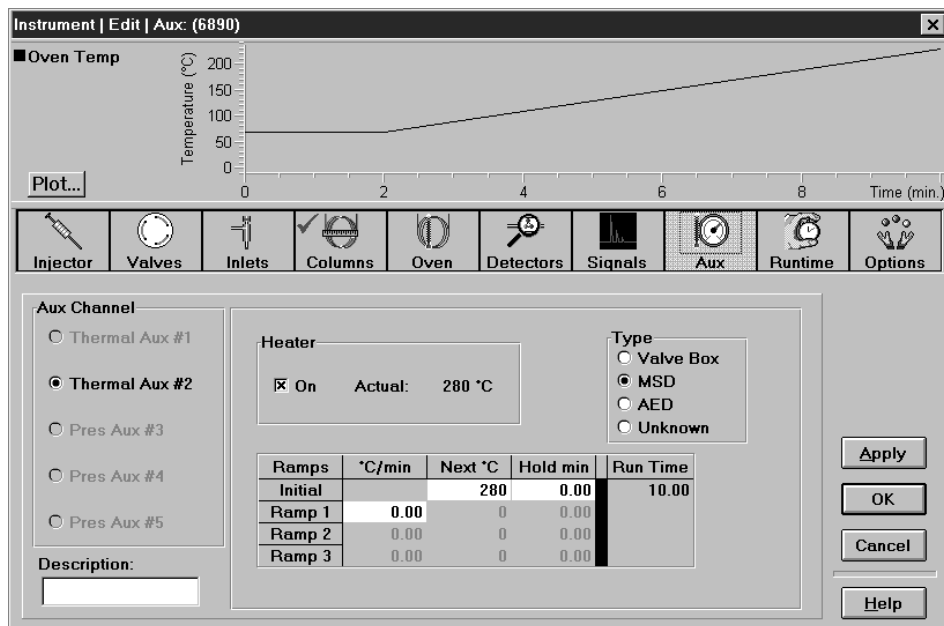 Instrument | Edit | Aux: (6890)
Oven Temp
Temperature (°C)
200
150
100
50
0
Plot...
0 2 4 6 8 Time (min.)
Injector Valves Inlets Columns Oven Detectors Signals Aux Runtime Options
Aux Channel
Thermal Aux #1
Thermal Aux #2
Pres Aux #3
Pres Aux #4
Pres Aux #5
Description:
Heater
On Actual: 280 °C
Type
Valve Box
MSD
AED
Unknown
Ramps °C/min Next °C Hold min Run Time
Initial 280 0.00 10.00
Ramp 1 0.00 0 0.00
Ramp 2 0.00 0 0.00
Ramp 3 0.00 0 0.00
Apply
OK
Cancel
Help